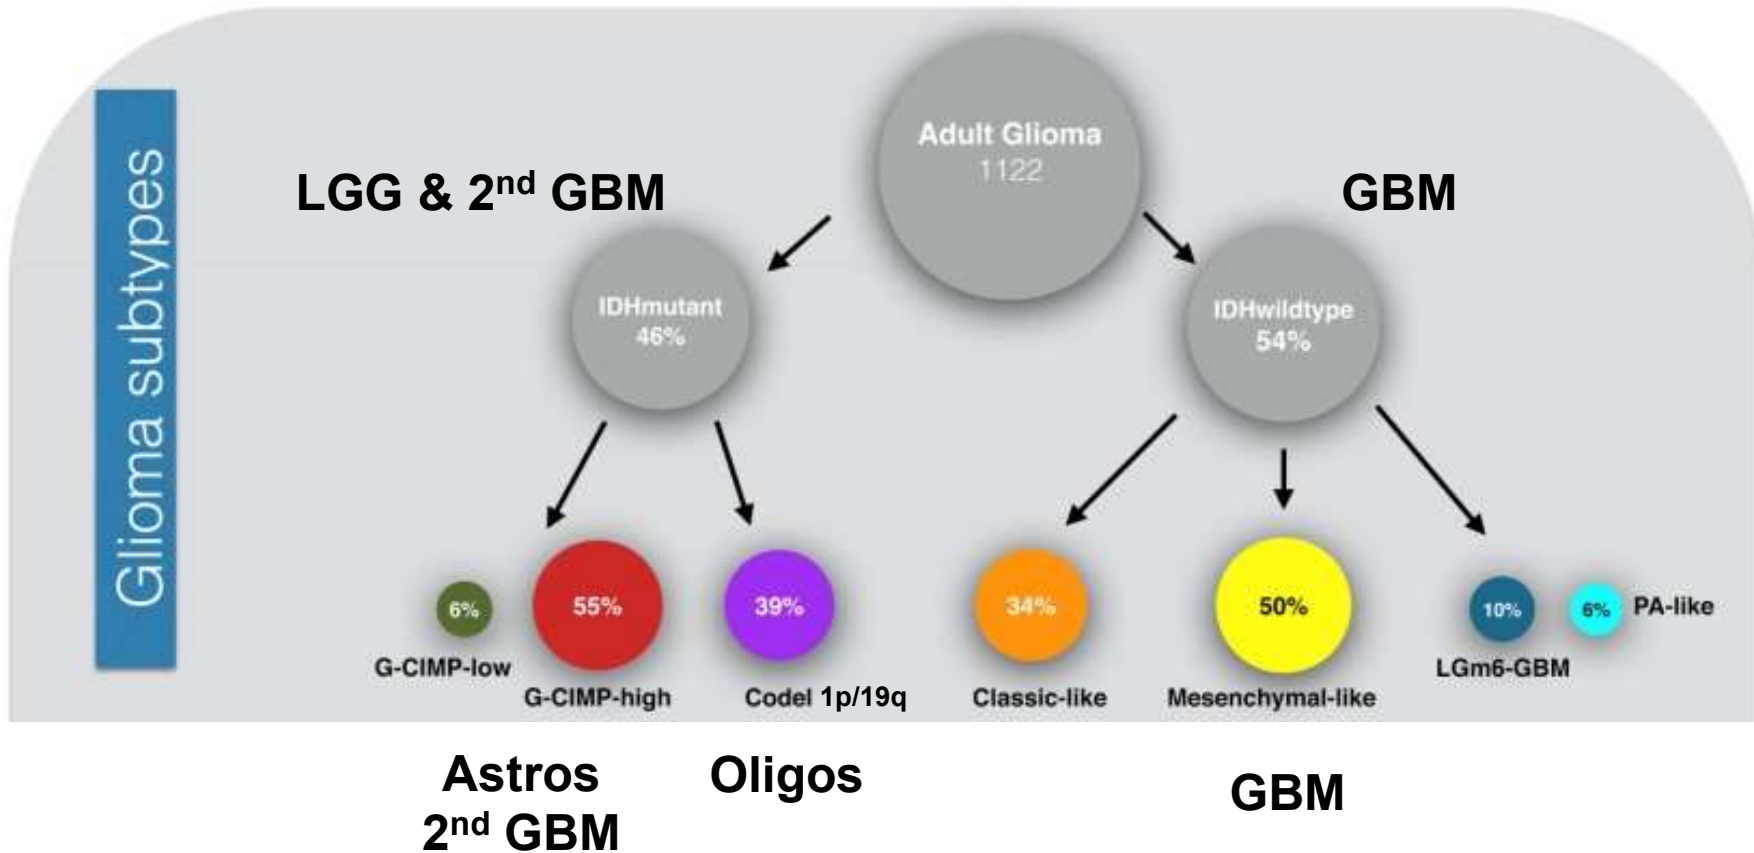 Glioma subtypes
Adult Glioma
1122
LGG & 2nd GBM
GBM
IDHmutant
46%
IDHwildtype
54%
6%
55%
39%
34%
50%
10%
6%
PA-like
G-CIMP-low
G-CIMP-high
Codel 1p/19q
Classic-like
Mesenchymal-like
LGm6-GBM
Astros
2nd GBM
Oligos
GBM